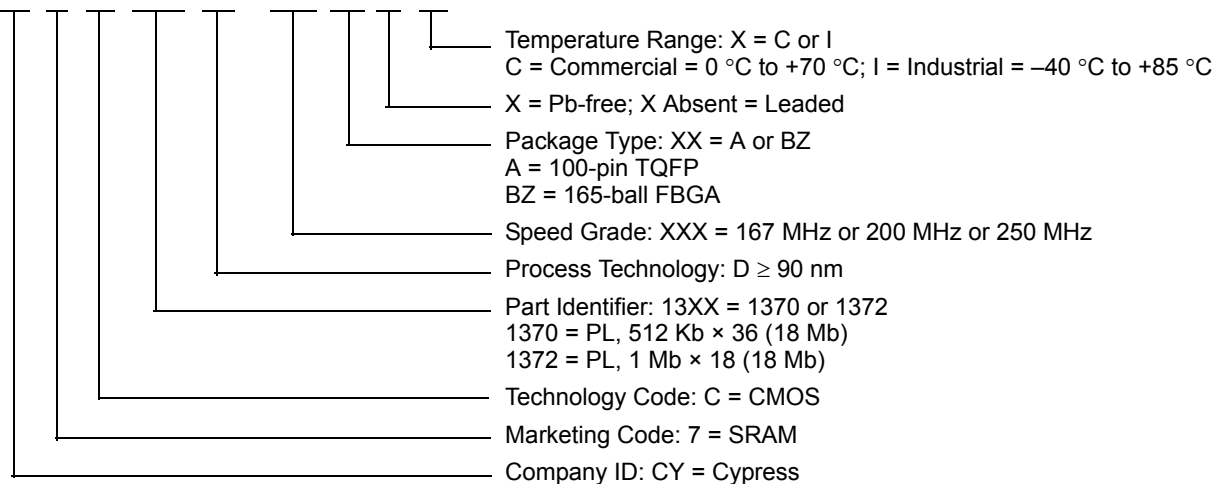 Temperature Range: X = C or I
C = Commercial = 0 °C to +70 °C; I = Industrial = –40 °C to +85 °C
X = Pb-free; X Absent = Leaded
Package Type: XX = A or BZ
A = 100-pin TQFP
BZ = 165-ball FBGA
Speed Grade: XXX = 167 MHz or 200 MHz or 250 MHz
Process Technology: D ≥ 90 nm
Part Identifier: 13XX = 1370 or 1372
1370 = PL, 512 Kb × 36 (18 Mb)
1372 = PL, 1 Mb × 18 (18 Mb)
Technology Code: C = CMOS
Marketing Code: 7 = SRAM
Company ID: CY = Cypress